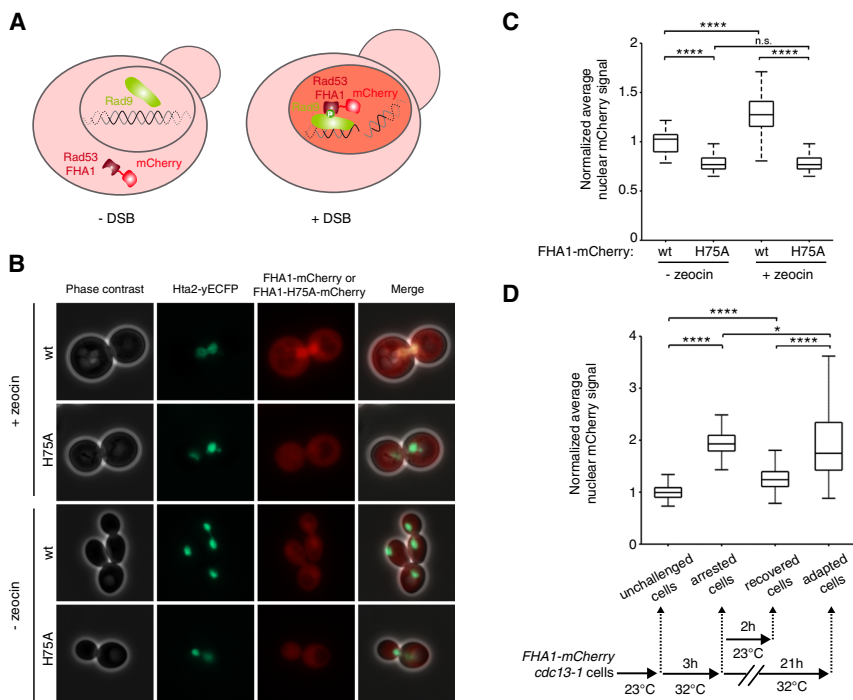 A
Rad9
Rad53
FHA1
mCherry
- DSB
Rad53
FHA1
mCherry
P
+ DSB
B
Phase contrast
Hta2-yECFP
FHA1-mCherry or
FHA1-H75A-mCherry
Merge
+ zeocin
wt
H75A
- zeocin
wt
H75A
C
Normalized average
nuclear mCherry signal
2
1.5
1
0.5
0
****
n.s.
****
****
FHA1-mCherry:
wt
H75A
wt
H75A
- zeocin
+ zeocin
D
Normalized average
nuclear mCherry signal
4
3
2
1
0
****
*
****
****
unchallenged
cells
arrested
cells
recovered
cells
adapted
cells
2h
23°C
FHA1-mCherry
cdc13-1 cells
23°C
3h
32°C
21h
32°C